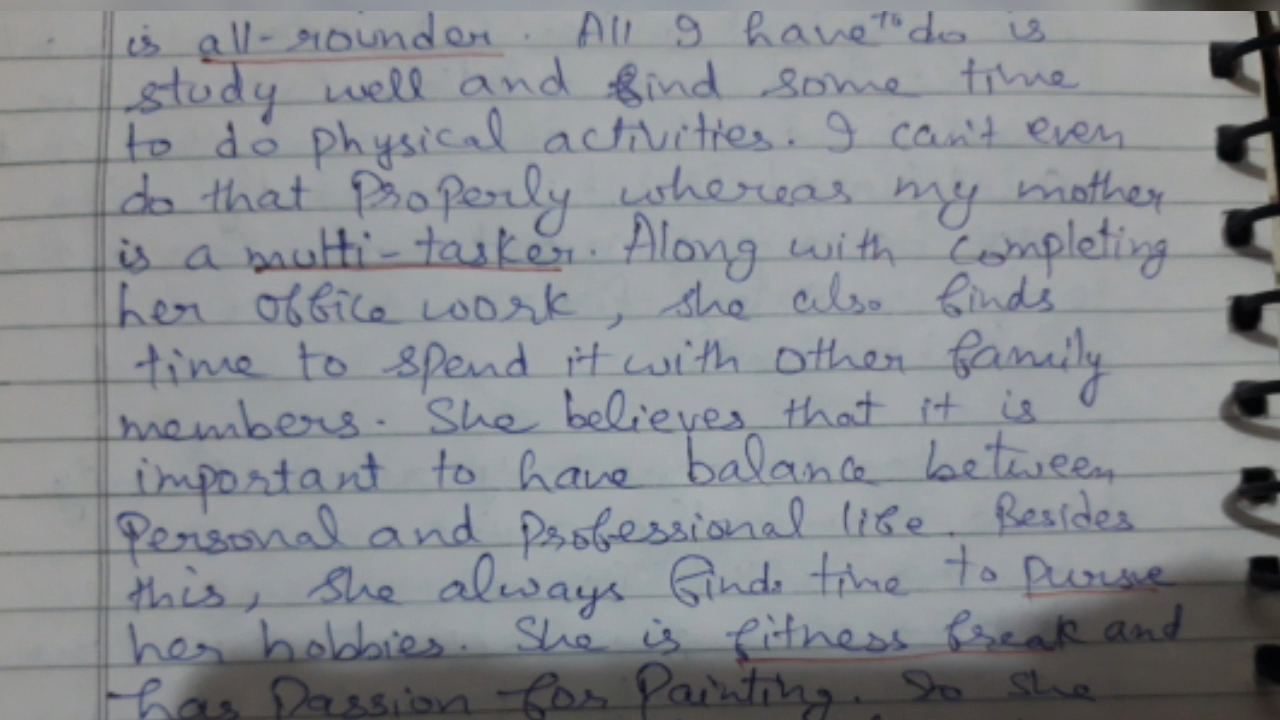 is all-rounder. All I have to do is
study well and find some time
to do physical activities. I can't even
do that Properly whereas my mother
is a multi-tasker. Along with completing
her office work, she also finds
time to spend it with other family
members. She believes that it is
important to have balance between
Personal and Professional life. Besides
this, she always finds time to pursue
her hobbies. She is fitness freak and
has Passion for Painting. So she